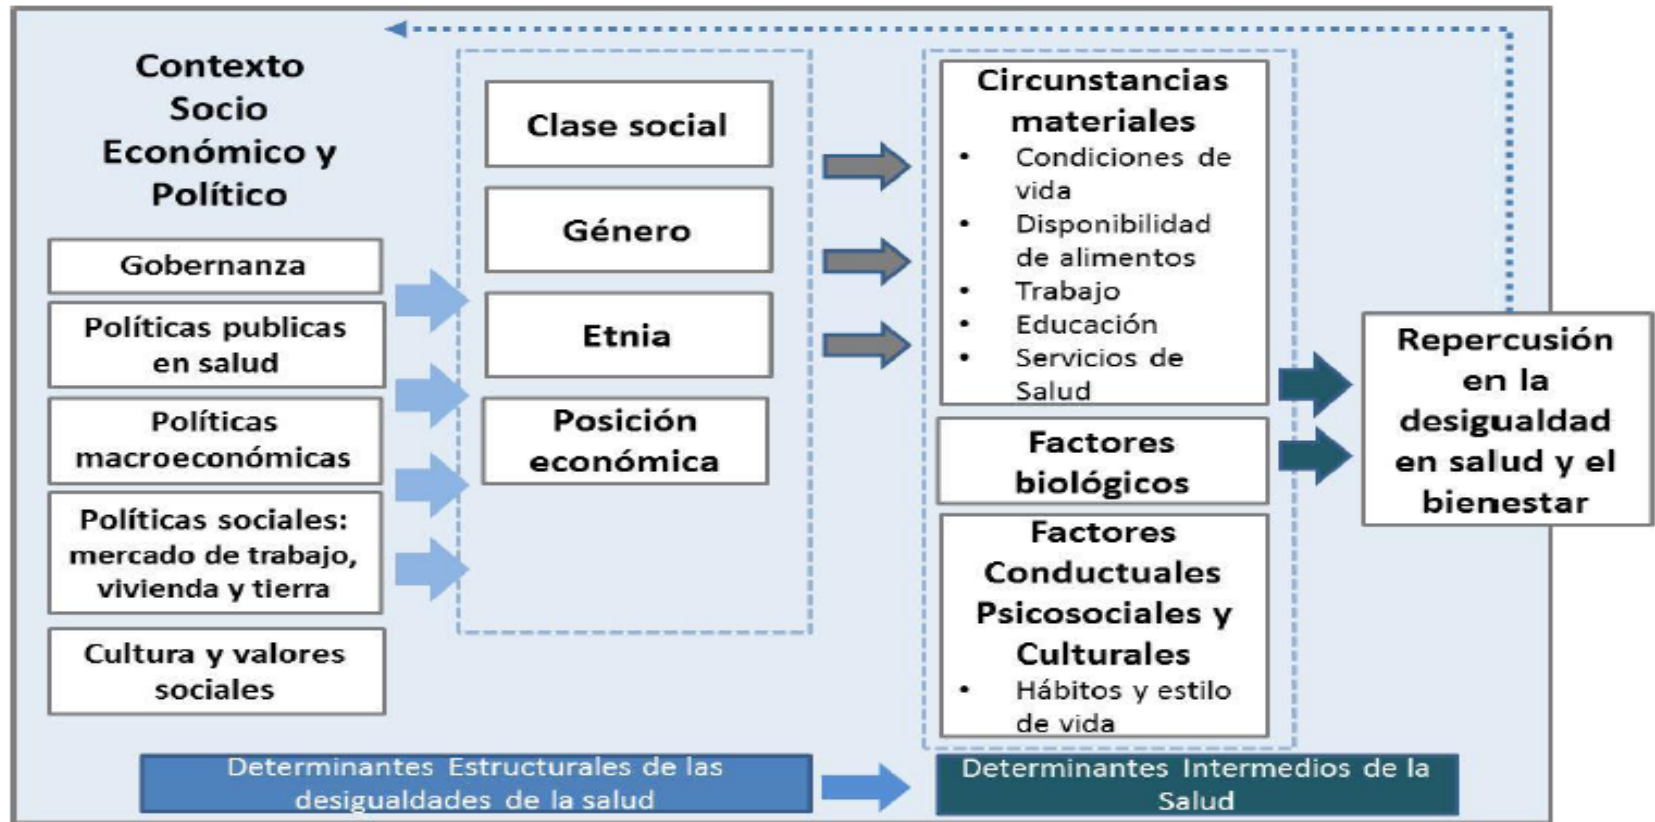 Contexto
Socio
Económico y
Político
Gobernanza
Políticas publicas
en salud
Políticas
macroeconómicas
Políticas sociales:
mercado de trabajo,
vivienda y tierra
Cultura y valores
sociales
Clase social
Género
Etnia
Posición
económica
Circunstancias
materiales
• Condiciones de
vida
• Disponibilidad
de alimentos
• Trabajo
• Educación
• Servicios de
Salud
Factores
biológicos
Factores
Conductuales
Psicosociales y
Culturales
• Hábitos y estilo
de vida
Repercusión
en la
desigualdad
en salud y el
bienestar
Determinantes Estructurales de las
desigualdades de la salud
Determinantes Intermedios de la
Salud